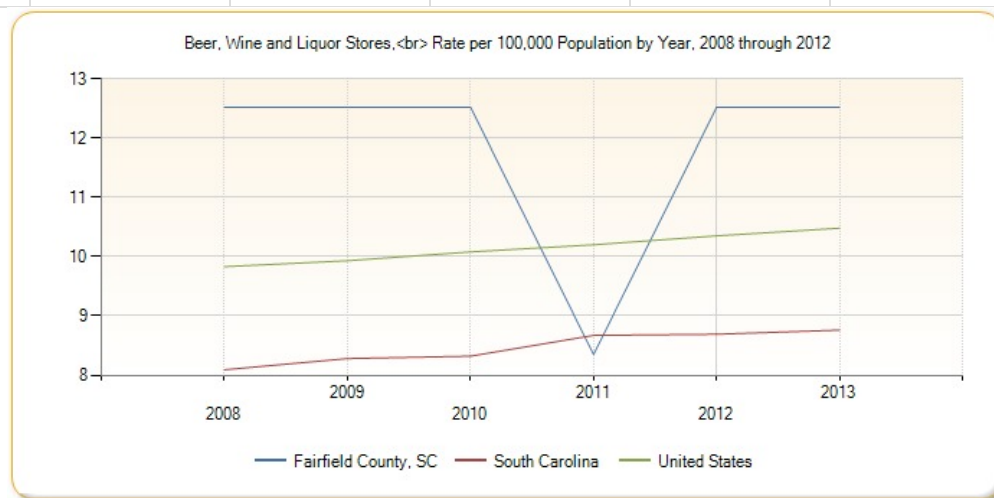 Beer, Wine and Liquor Stores,<br> Rate per 100,000 Population by Year, 2008 through 2012
13
12
11
10
9
8
2009 2011 2013
2008 2010 2012
Fairfield County, SC South Carolina United States